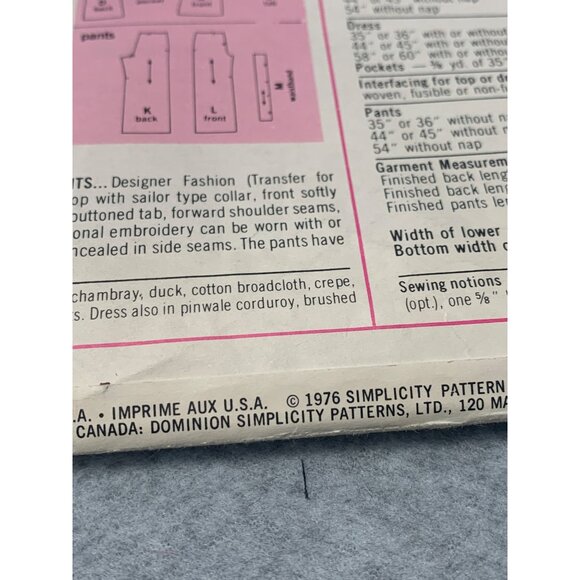 front
pants
K
back
L
front
M
waistband
ITS... Designer Fashion (Transfer for
op with sailor type collar, front softly
buttoned tab, forward shoulder seams,
onal embroidery can be worn with or
ncealed in side seams. The pants have
chambray, duck, cotton broadcloth, crepe,
s. Dress also in pinwale corduroy, brushed
54" without nap
Dress
35" or 36" with or without
44" or 45" with or without
58" or 60" with or without
Pockets — ⅜ yd. of 35"
Interfacing for top or dr
woven, fusible or non-f
Pants
35" or 36" without n
44" or 45" without n
54" without nap
Garment Measurem
Finished back leng
Finished back leng
Finished pants le
Width of lower
Bottom width o
Sewing notions
(opt.), one ⅝"
.A. • IMPRIME AUX U.S.A. © 1976 SIMPLICITY PATTERN
CANADA: DOMINION SIMPLICITY PATTERNS, LTD., 120 MA